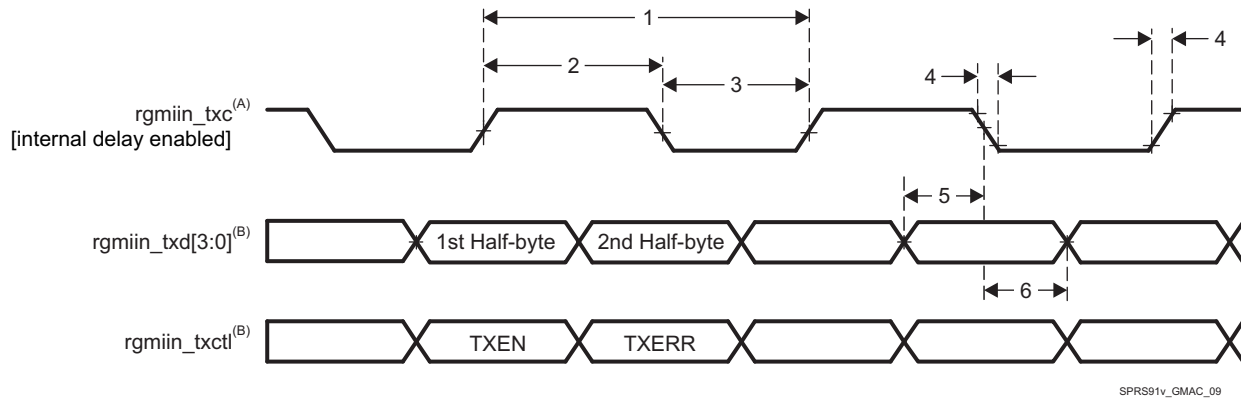 1
2
3
4
4
rgmiin_txc(A)
[internal delay enabled]
5
rgmiin_txd[3:0](B)
1st Half-byte
2nd Half-byte
6
rgmiin_txctl(B)
TXEN
TXERR
SPRS91v_GMAC_09